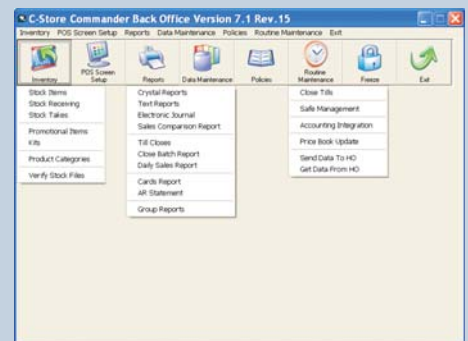 C-Store Commander Back Office Version 7.1 Rev.15
Inventory POS Screen Setup Reports Data Maintenance Policies Routine Maintenance Exit
Inventory
POS Screen Setup
Reports
Data Maintenance
Policies
Routine Maintenance
Freeze
Exit
Stock Items
Stock Receiving
Stock Takes
Promotional Items
Kits
Product Categories
Verify Stock Files
Crystal Reports
Text Reports
Electronic Journal
Sales Comparison Report
Till Closes
Close Batch Report
Daily Sales Report
Cards Report
AR Statement
Group Reports
Close Tills
Safe Management
Accounting Integration
Price Book Update
Send Data To HO
Get Data From HO